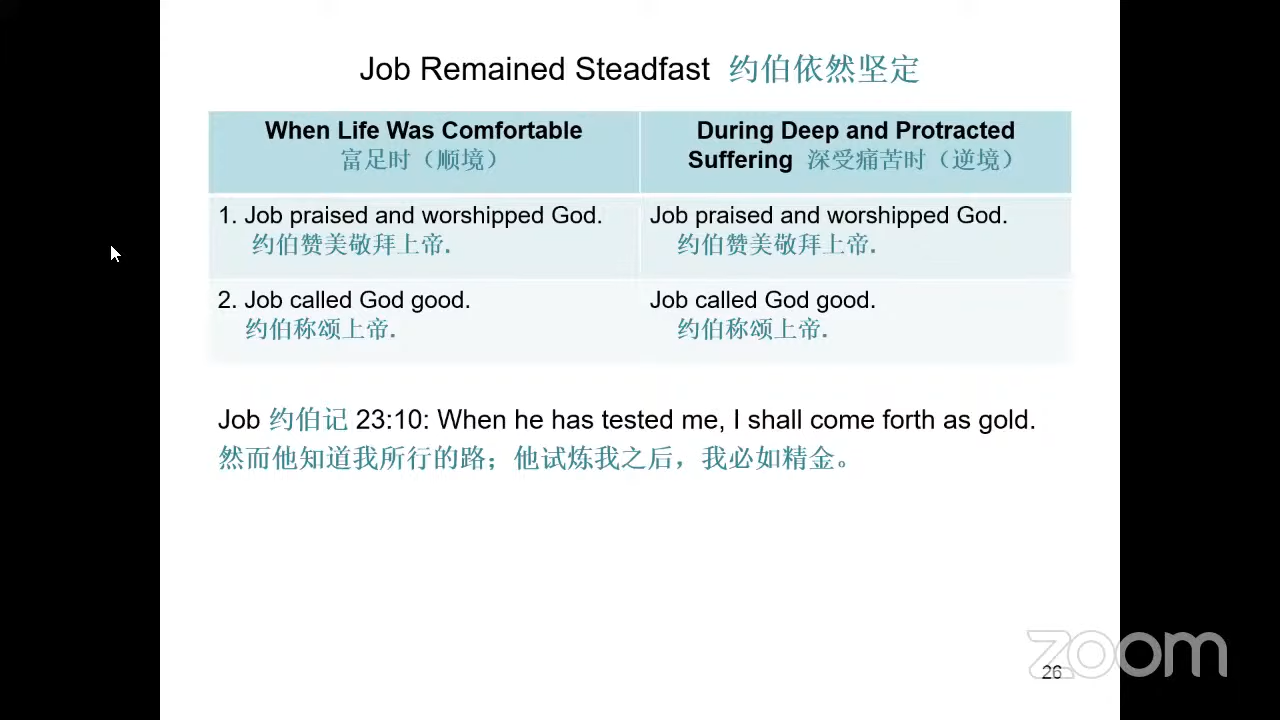 Job Remained Steadfast 约伯依然坚定
When Life Was Comfortable
富足时（顺境）
During Deep and Protracted
Suffering 深受痛苦时（逆境）
1. Job praised and worshipped God.
约伯赞美敬拜上帝.
Job praised and worshipped God.
约伯赞美敬拜上帝.
2. Job called God good.
约伯称颂上帝.
Job called God good.
约伯称颂上帝.
Job 约伯记 23:10: When he has tested me, I shall come forth as gold.
然而他知道我所行的路；他试炼我之后，我必如精金。
zoom
26